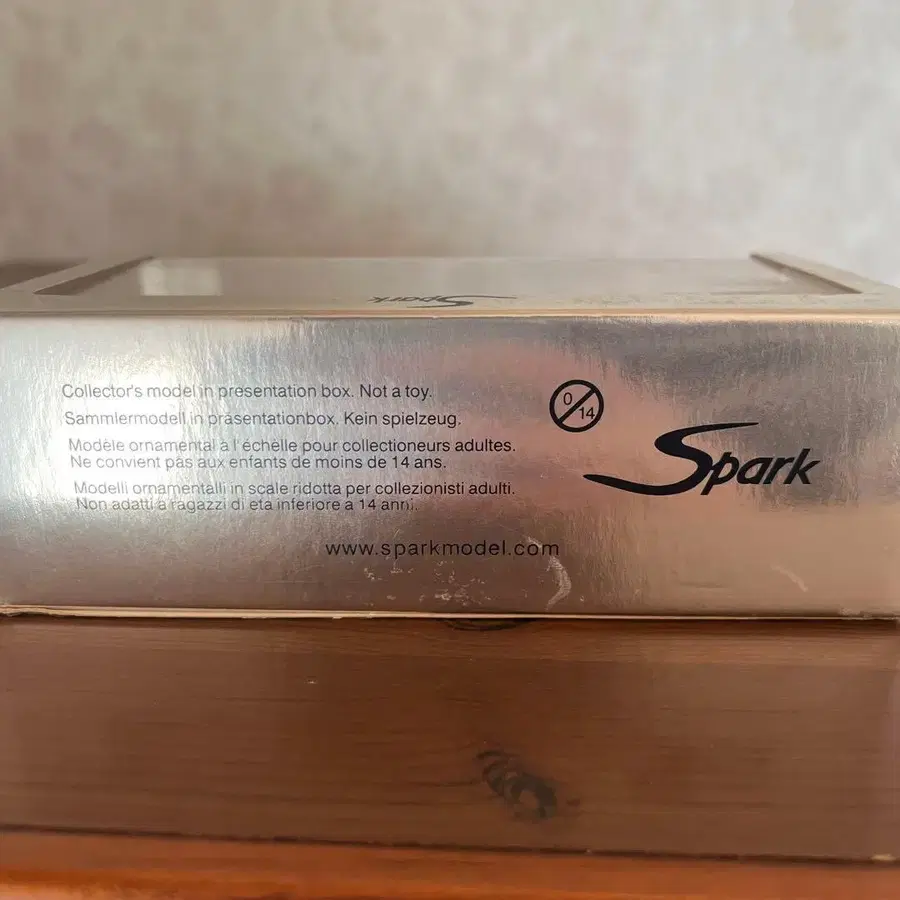 Spark
Collector's model in presentation box. Not a toy.
Sammlermodell in präsentationbox. Kein spielzeug.
Modèle ornamental à l'échelle pour collectioneurs adultes.
Ne convient pas aux enfants de moins de 14 ans.
Modelli ornamentalli in scale ridotta per collezionisti adulti.
Non adatti a ragazzi di eta inferiore a 14 anni.
0
14
Spark
www.sparkmodel.com